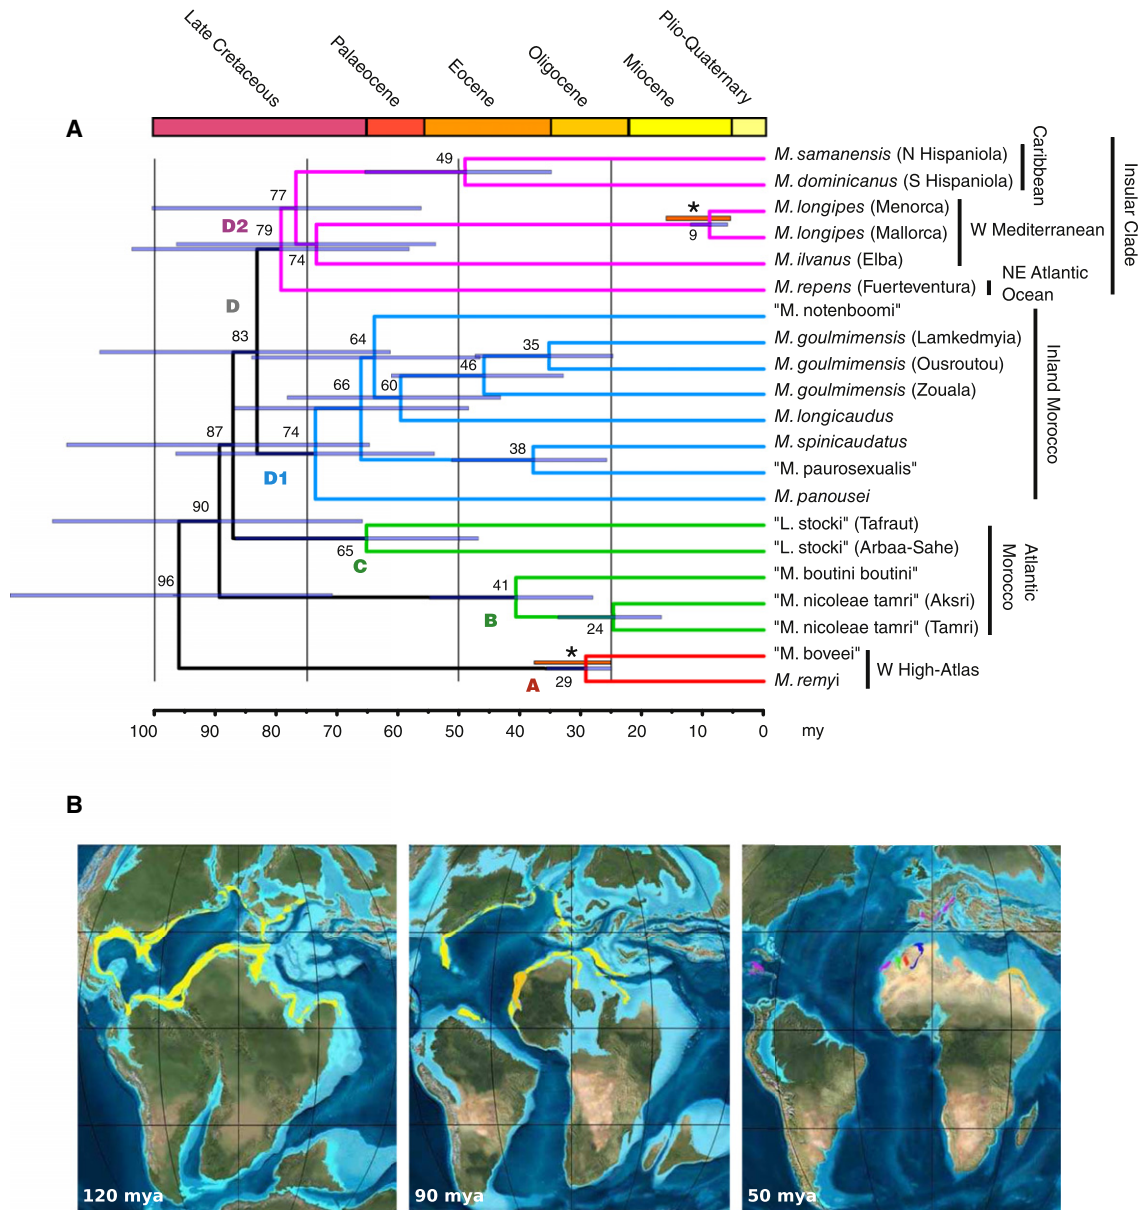 Late Cretaceous
Palaeocene
Eocene
Oligocene
Miocene
Plio-Quaternary
A
M. samanensis (N Hispaniola)
M. dominicanus (S Hispaniola)
M. longipes (Menorca)
M. longipes (Mallorca)
M. ilvanus (Elba)
M. repens (Fuerteventura)
"M. notenboomi"
M. goulmimensis (Lamkedmyia)
M. goulmimensis (Ousroutou)
M. goulmimensis (Zouala)
M. longicaudus
M. spinicaudatus
"M. paurosexualis"
M. panousei
"L. stocki" (Tafraut)
"L. stocki" (Arbaa-Sahe)
"M. boutini boutini"
"M. nicoleae tamri" (Aksri)
"M. nicoleae tamri" (Tamri)
"M. boveei"
M. remyi
Caribbean
W Mediterranean
NE Atlantic
Ocean
Insular Clade
Inland Morocco
Atlantic
Morocco
W High-Atlas
49
77
D2
79
*
9
74
D
83
64
35
46
66
60
87
74
38
D1
90
65
C
96
41
B
24
*
29
A
100 90 80 70 60 50 40 30 20 10 0 my
B
120 mya
90 mya
50 mya